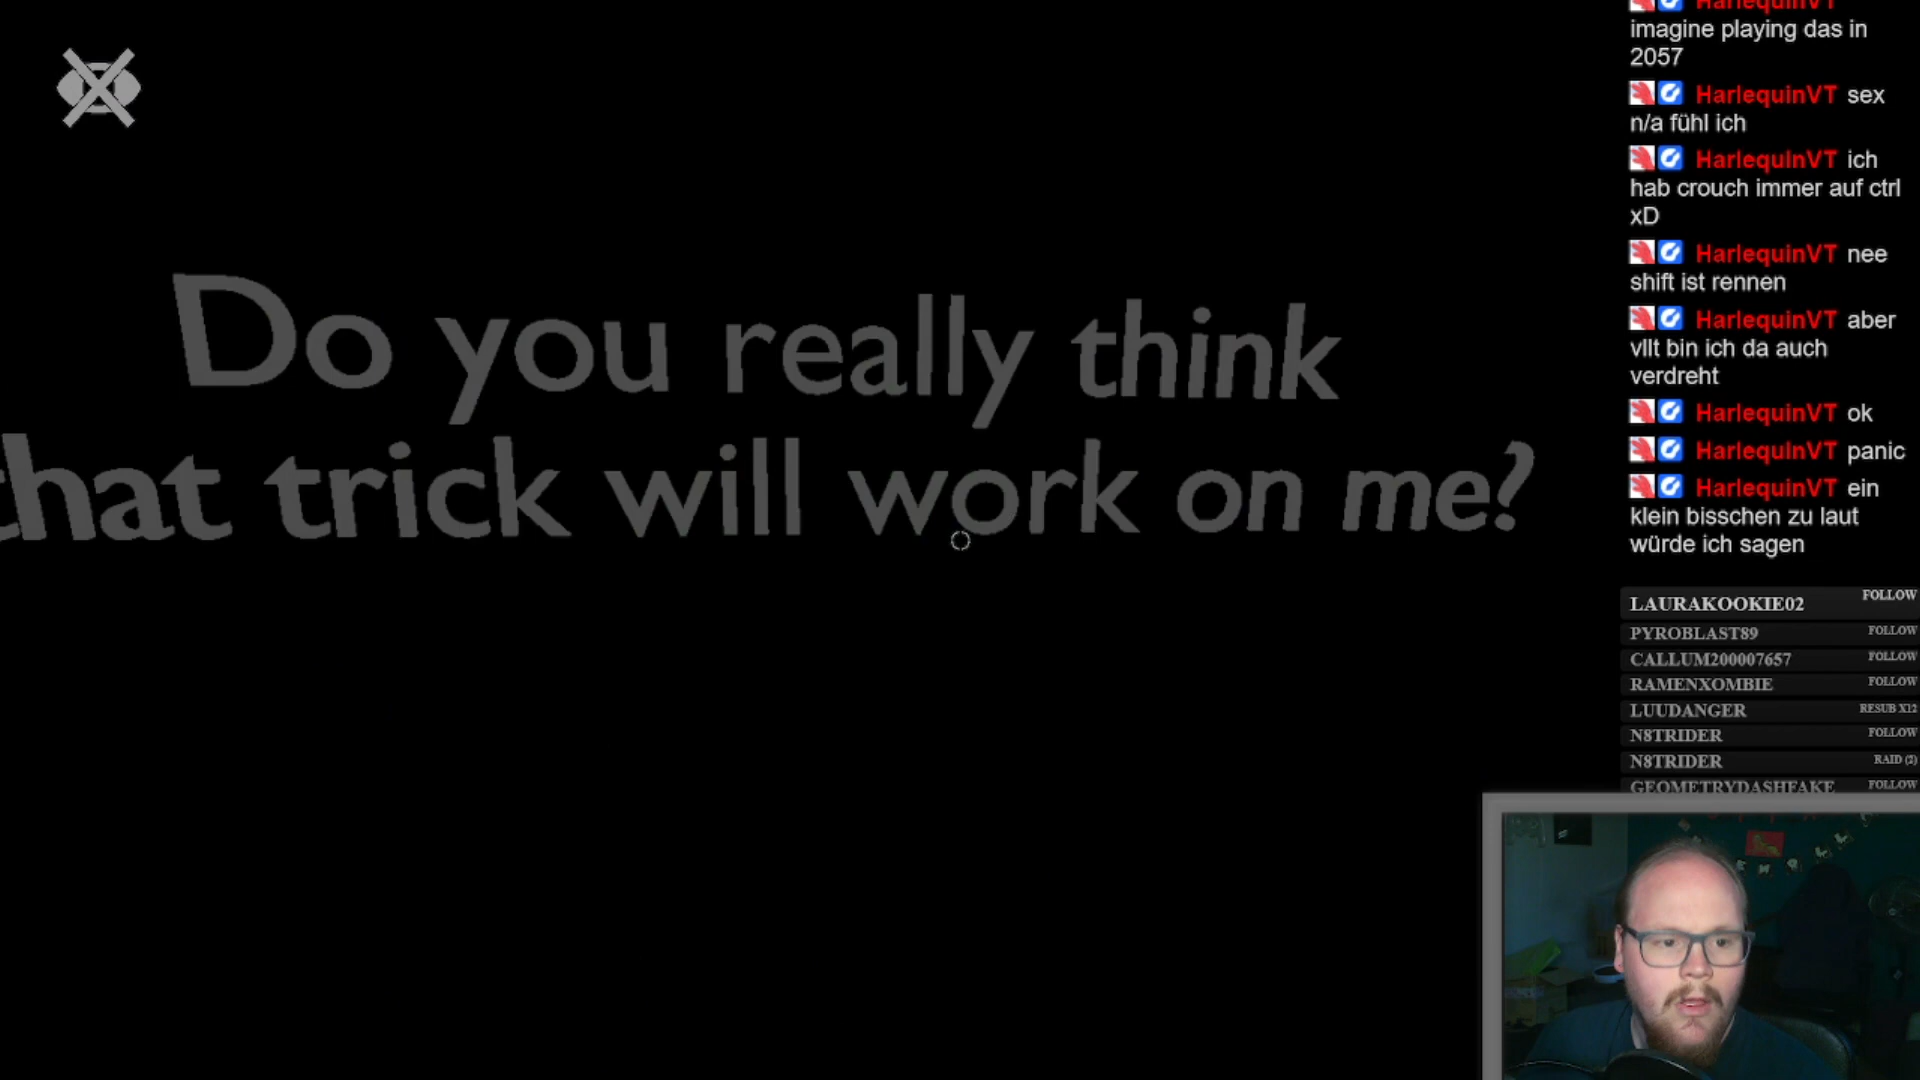 Do you really think
that trick will work on me?
HarlequinVT
imagine playing das in
2057
HarlequinVT sex
n/a fühl ich
HarlequinVT ich
hab crouch immer auf ctrl
xD
HarlequinVT nee
shift ist rennen
HarlequinVT aber
vllt bin ich da auch
verdreht
HarlequinVT ok
HarlequinVT panic
HarlequinVT ein
klein bisschen zu laut
würde ich sagen
LAURAKOOKIE02 FOLLOW
PYROBLAST89 FOLLOW
CALLUM200007657 FOLLOW
RAMENXOMBIE FOLLOW
LUUDANGER RESUB X12
N8TRIDER FOLLOW
N8TRIDER RAID (2)
GEOMETRYDASHFAKE FOLLOW